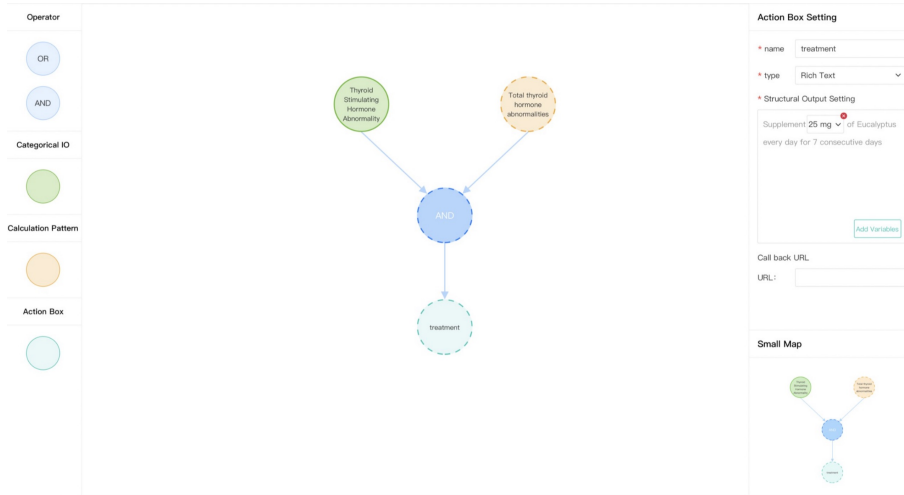 Operator
OR
AND
Categorical IO
Calculation Pattern
Action Box
Thyroid
Stimulating
Hormone
Abnormality
Total thyroid
hormone
abnormalities
AND
treatment
Action Box Setting
* name treatment
* type Rich Text
* Structural Output Setting
Supplement 25 mg of Eucalyptus
every day for 7 consecutive days
Add Variables
Call back URL
URL:
Small Map